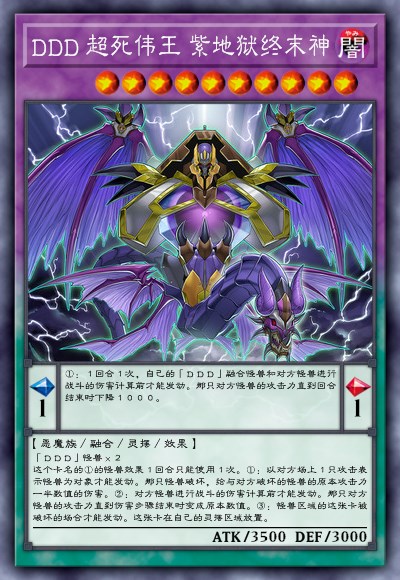 DDD 超死伟王 紫地狱终末神
やみ
闇
①：1回合1次，自己的「DDD」融合怪兽和对方怪兽进行
战斗的伤害计算前才能发动。那只对方怪兽的攻击力直到回合
结束时下降1000。
1 1
【恶魔族／融合／灵摆／效果】
「DDD」怪兽×2
这个卡名的①的怪兽效果1回合只能使用1次。①：以对方场上1只攻击表
示怪兽为对象才能发动。那只怪兽破坏，给与对方破坏的怪兽的原本攻击力
一半数值的伤害。②：对方怪兽进行战斗的伤害计算前才能发动。那只对方怪
兽的攻击力直到伤害步骤结束时变成原本数值。③：怪兽区域的这张卡被
破坏的场合才能发动。这张卡在自己的灵摆区域放置。
ATK/3500 DEF/3000